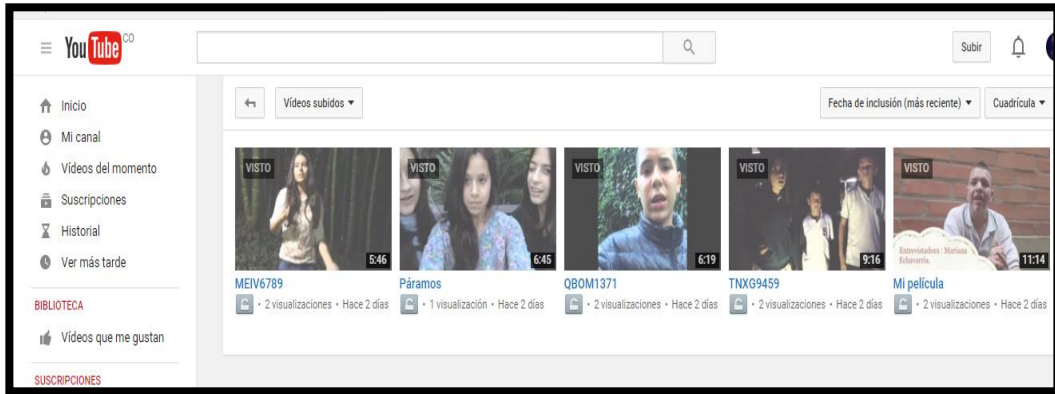 YouTube CO
Subir
Inicio
Mi canal
Vídeos del momento
Suscripciones
Historial
Ver más tarde
BIBLIOTECA
Vídeos que me gustan
SUSCRIPCIONES
Vídeos subidos
Fecha de inclusión (más reciente)
Cuadrícula
VISTO
5:46
MEIV6789
• 2 visualizaciones • Hace 2 días
VISTO
6:45
Páramos
• 1 visualización • Hace 2 días
VISTO
6:19
QBOM1371
• 2 visualizaciones • Hace 2 días
VISTO
9:16
TNXG9459
• 2 visualizaciones • Hace 2 días
VISTO
Entrevistadora : Mariana
Echavarria.
11:14
Mi película
• 2 visualizaciones • Hace 2 días